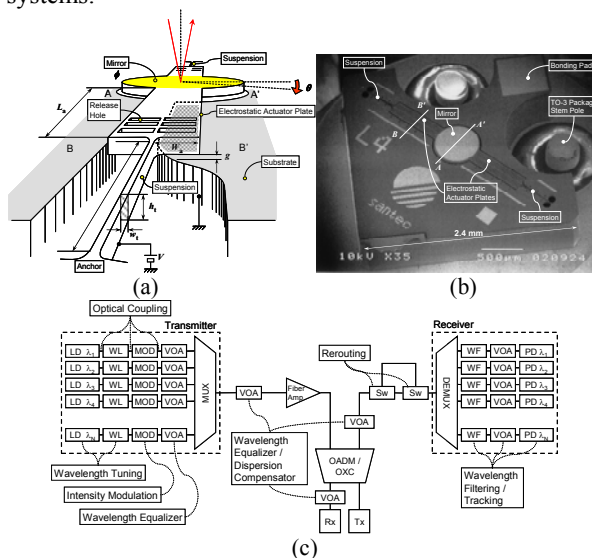 systems.
Suspension
Mirror
ϕ
θ
A
A'
Release
Hole
Electrostatic Actuator Plate
B
B'
g
Substrate
Suspension
Anchor
V
(a)
Suspension
Bonding Pad
TO-3 Package
Stem Pole
B'
B
Mirror
A'
A
L4
santec
Electrostatic
Actuator Plates
Suspension
2.4 mm
10kV X35 500μm 020924
(b)
Optical Coupling
Transmitter
Receiver
LD λ1 WL MOD VOA
LD λ2 WL MOD VOA
LD λ3 WL MOD VOA
LD λ4 WL MOD VOA
LD λN WL MOD VOA
MUX
VOA
Fiber
Amp.
Rerouting
Sw Sw
VOA
OADM /
OXC
VOA
Rx Tx
DEMUX
WF VOA PD λ1
WF VOA PD λ2
WF VOA PD λ3
WF VOA PD λ4
WF VOA PD λN
Wavelength Tuning
Intensity Modulation
Wavelength Equalizer
Wavelength
Equalizer /
Dispersion
Compensator
Wavelength
Filtering /
Tracking
(c)